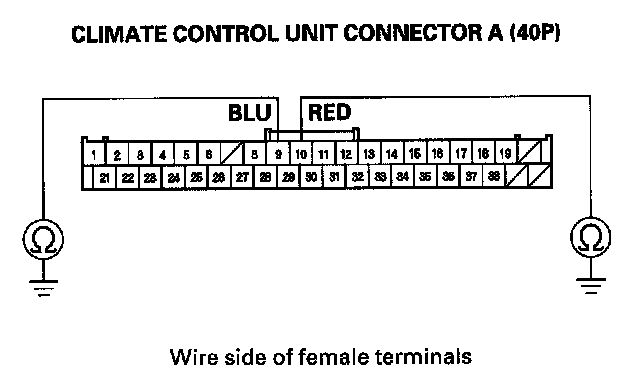 CLIMATE CONTROL UNIT CONNECTOR A (40P)
BLU RED
1 2 3 4 5 6 8 9 10 11 12 13 14 15 16 17 18 19
21 22 23 24 25 26 27 28 29 30 31 32 33 34 35 36 37 38
Ω Ω
Wire side of female terminals